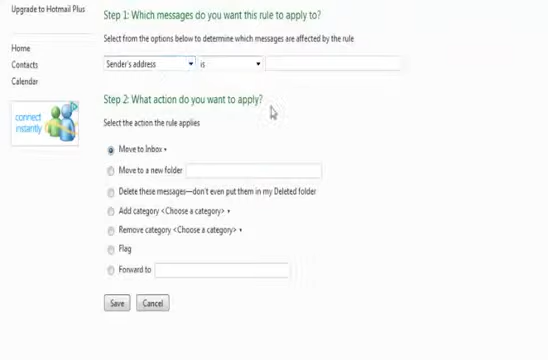 Upgrade to Hotmail Plus
Home
Contacts
Calendar
connect
instantly
Step 1: Which messages do you want this rule to apply to?
Select from the options below to determine which messages are affected by the rule
Sender's address is
Step 2: What action do you want to apply?
Select the action the rule applies
Move to Inbox
Move to a new folder
Delete these messages—don't even put them in my Deleted folder
Add category <Choose a category>
Remove category <Choose a category>
Flag
Forward to
Save Cancel